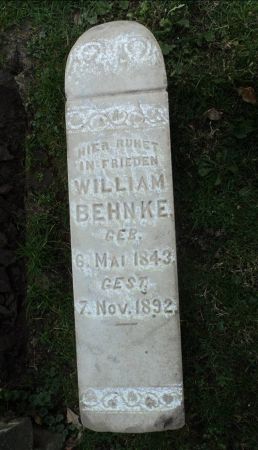 HIER RUHET
IN FRIEDEN
WILLIAM
BEHNKE.
GEB.
6. MAI 1843.
GEST.
7. NOV. 1892.